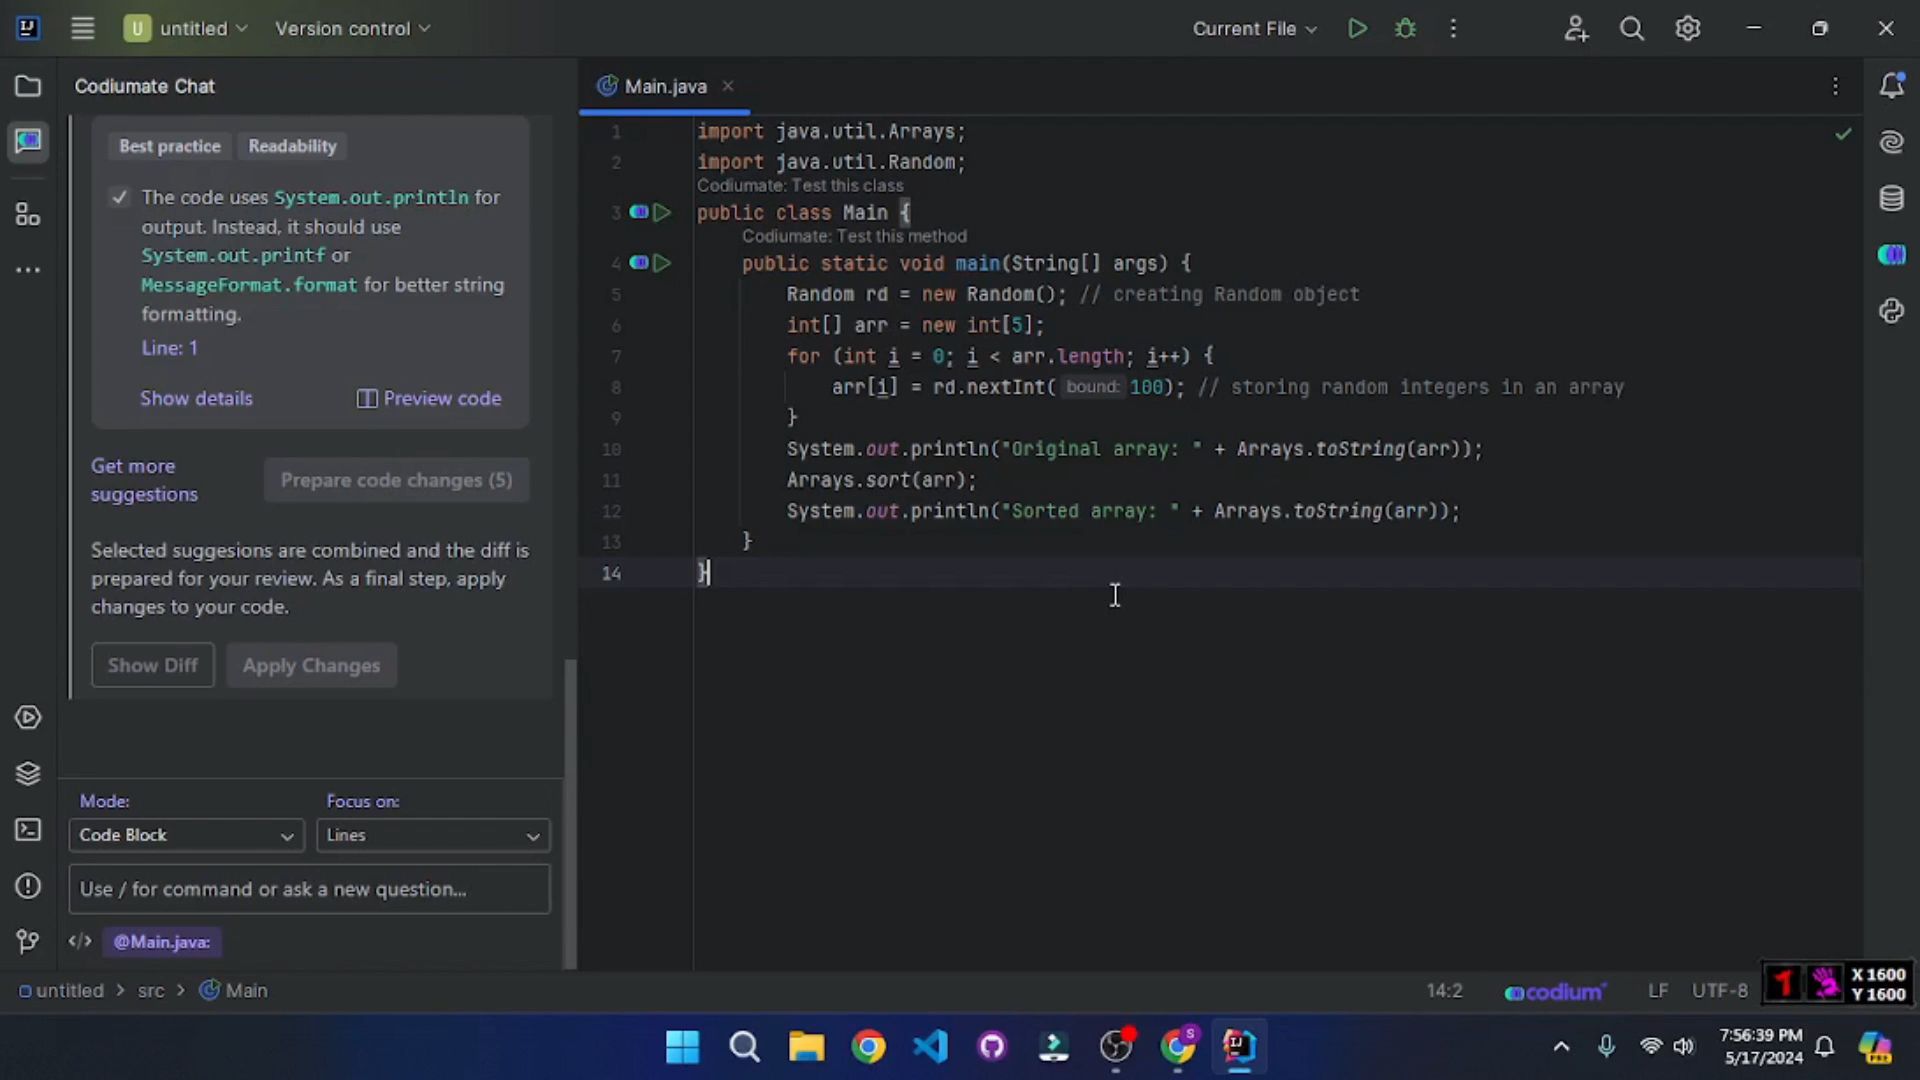 untitled
Version control
Current File
Codiumate Chat
Main.java
Best practice
Readability
The code uses System.out.println for
output. Instead, it should use
System.out.printf or
MessageFormat.format for better string
formatting.
Line: 1
Show details
Preview code
Get more
suggestions
Prepare code changes (5)
Selected suggesions are combined and the diff is
prepared for your review. As a final step, apply
changes to your code.
Show Diff
Apply Changes
Mode:
Focus on:
Code Block
Lines
Use / for command or ask a new question...
</> @Main.java:
1 import java.util.Arrays;
2 import java.util.Random;
Codiumate: Test this class
3 public class Main {
Codiumate: Test this method
4 public static void main(String[] args) {
5 Random rd = new Random(); // creating Random object
6 int[] arr = new int[5];
7 for (int i = 0; i < arr.length; i++) {
8 arr[i] = rd.nextInt( bound: 100); // storing random integers in an array
9 }
10 System.out.println("Original array: " + Arrays.toString(arr));
11 Arrays.sort(arr);
12 System.out.println("Sorted array: " + Arrays.toString(arr));
13 }
14 }
untitled > src > Main
14:2
codium
LF
UTF-8
X 1600
Y 1600
7:56:39 PM
5/17/2024